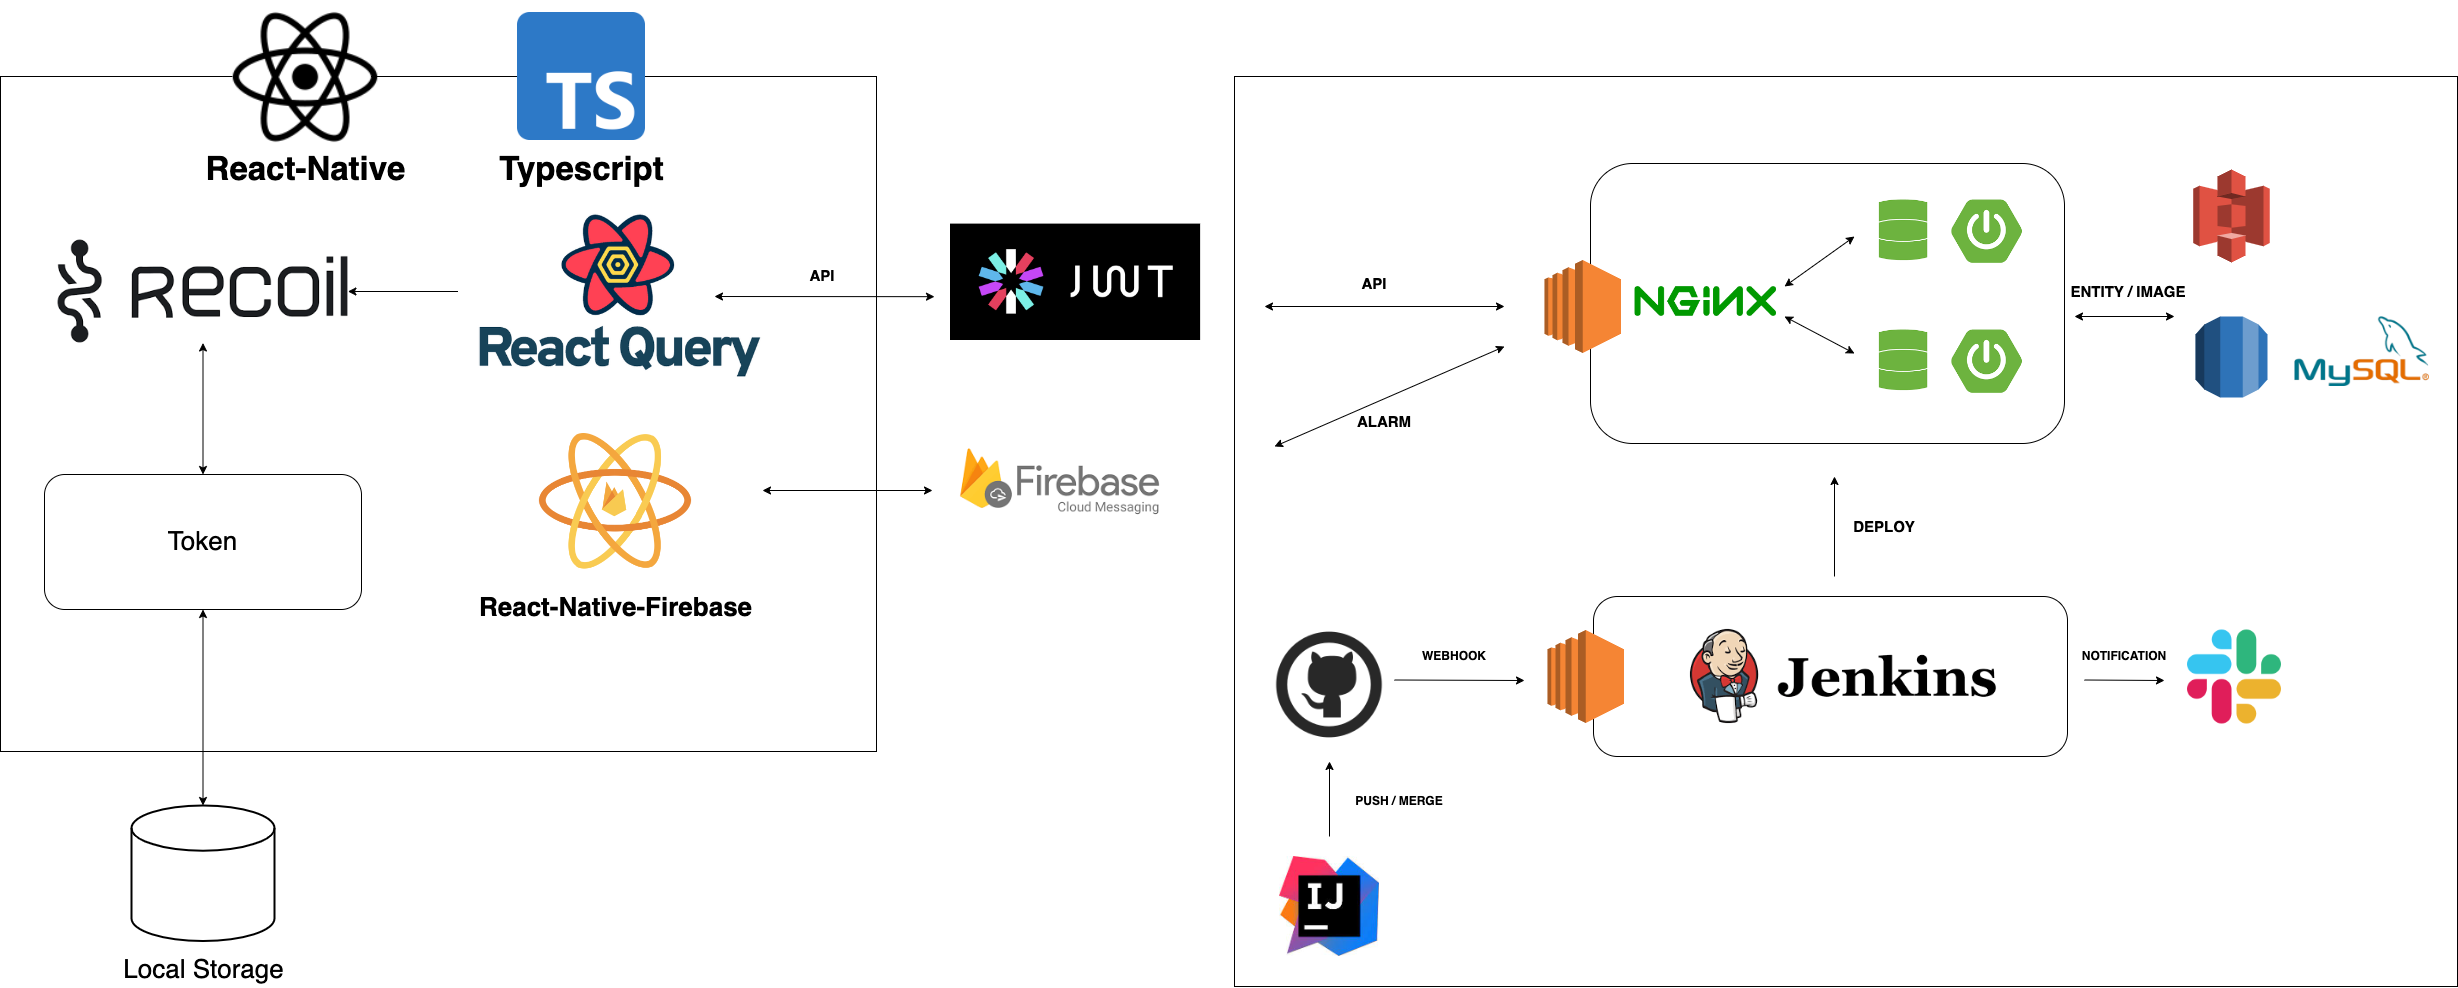 TS
React-Native
Typescript
Recoil
React Query
API
JWT
Token
React-Native-Firebase
Firebase
Cloud Messaging
Local Storage
API
ALARM
NGINX
ENTITY / IMAGE
MySQL®
DEPLOY
WEBHOOK
Jenkins
NOTIFICATION
PUSH / MERGE
IJ